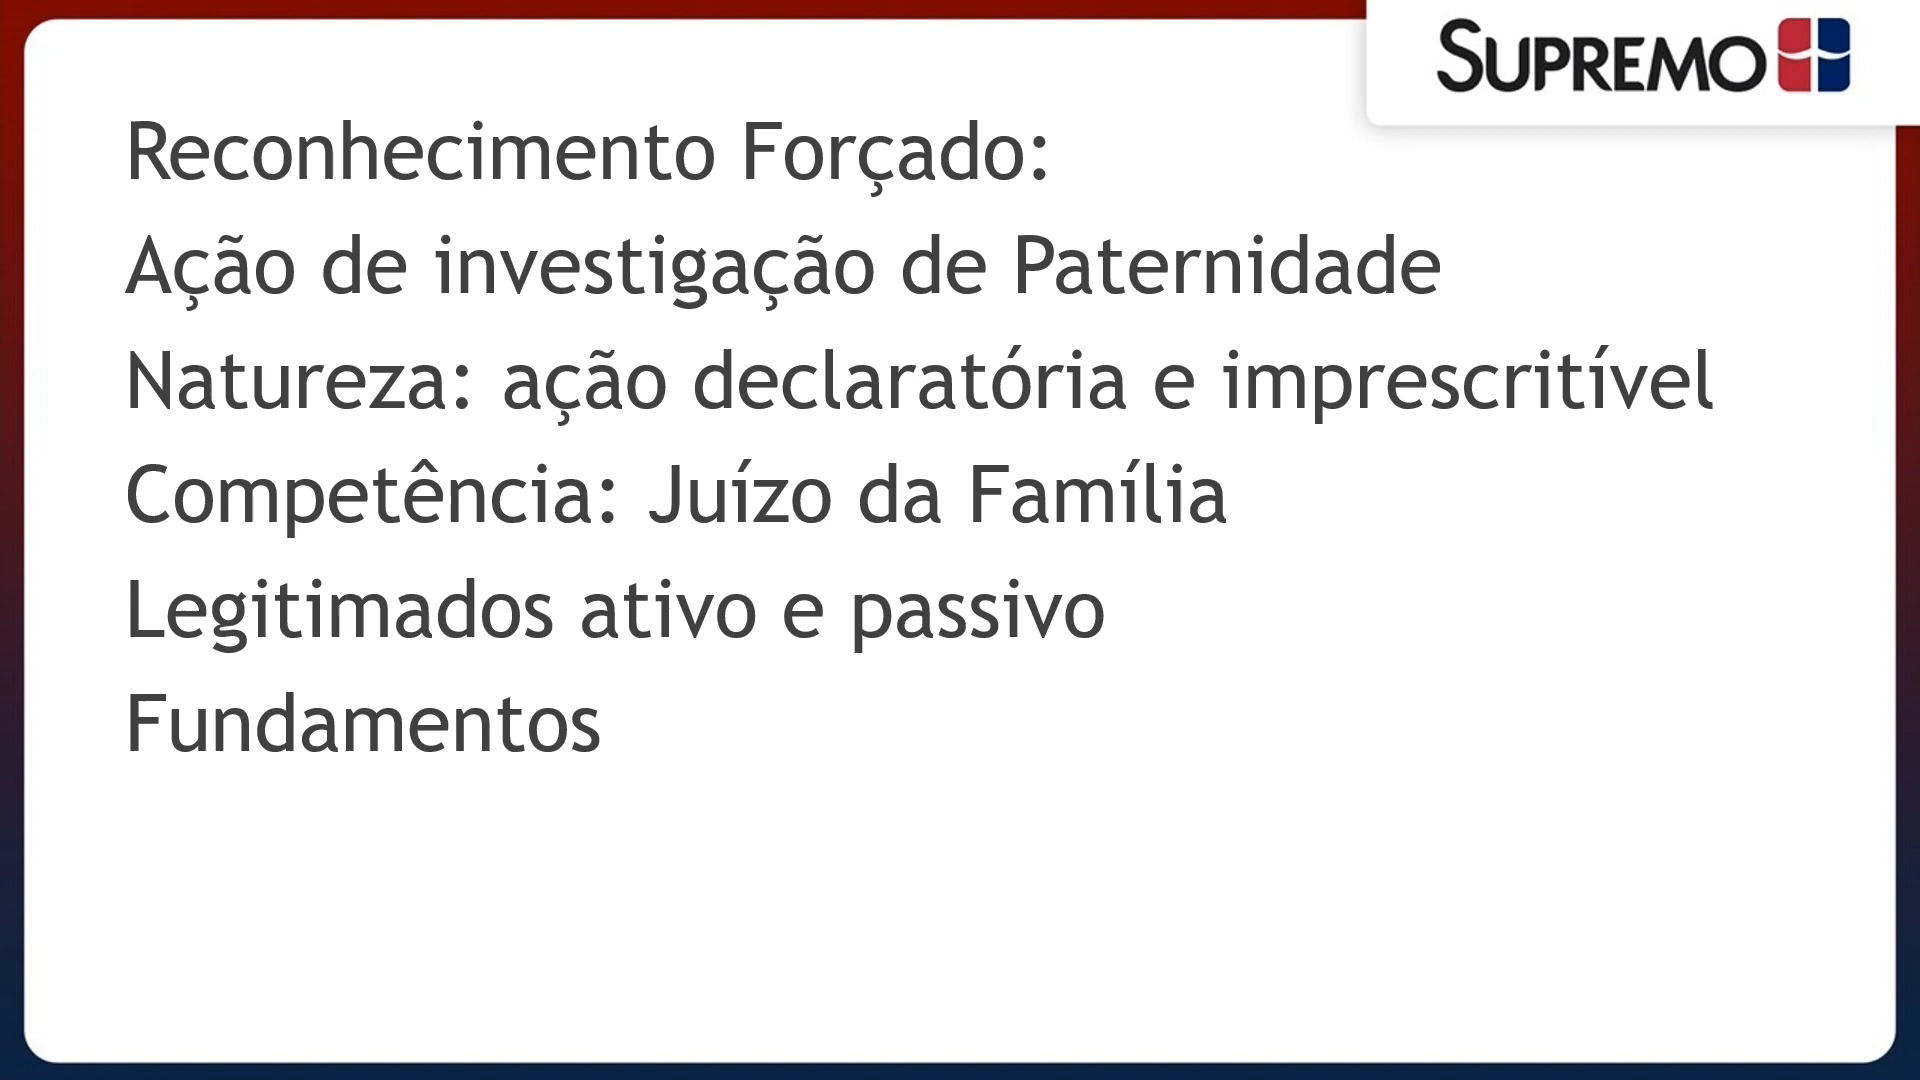 SUPREMO
Reconhecimento Forçado:
Ação de investigação de Paternidade
Natureza: ação declaratória e imprescritível
Competência: Juízo da Família
Legitimados ativo e passivo
Fundamentos